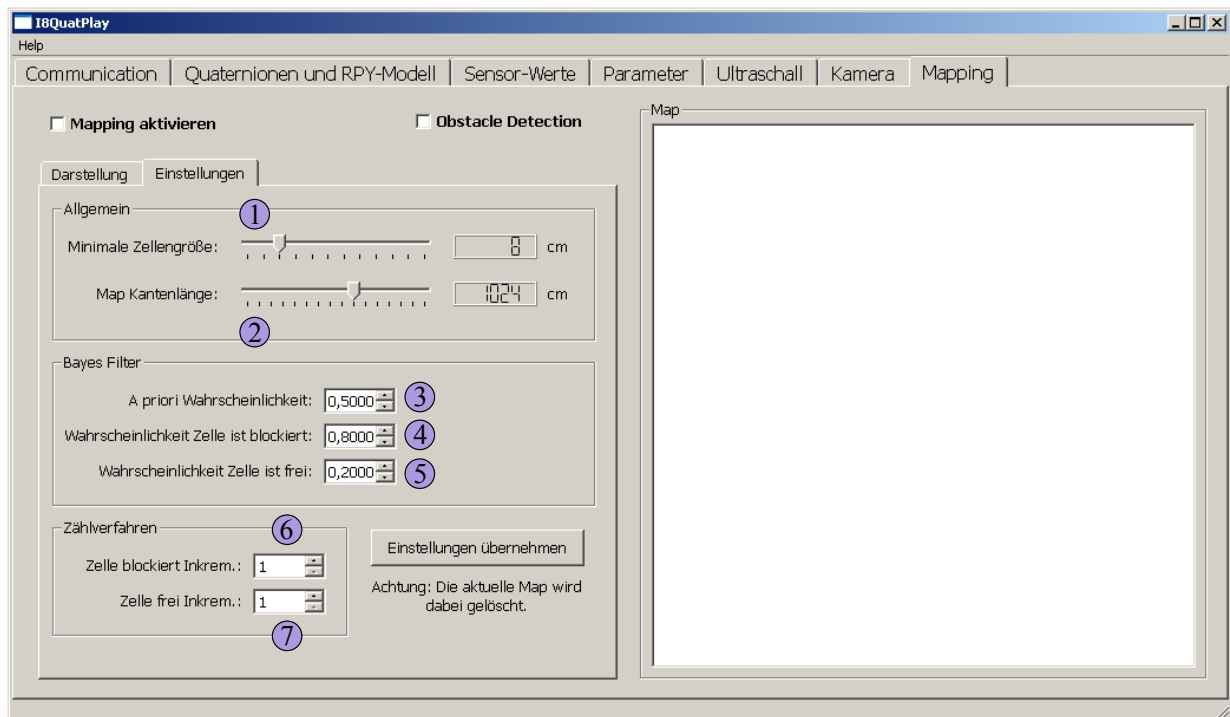 I8QuatPlay
Help
Communication
Quaternionen und RPY-Modell
Sensor-Werte
Parameter
Ultraschall
Kamera
Mapping
Mapping aktivieren
Obstacle Detection
Darstellung
Einstellungen
Allgemein
1
Minimale Zellengröße:
8
cm
Map Kantenlänge:
1024
cm
2
Bayes Filter
A priori Wahrscheinlichkeit:
0,5000
3
Wahrscheinlichkeit Zelle ist blockiert:
0,8000
4
Wahrscheinlichkeit Zelle ist frei:
0,2000
5
Zählverfahren
6
Zelle blockiert Inkrem.:
1
Zelle frei Inkrem.:
1
7
Einstellungen übernehmen
Achtung: Die aktuelle Map wird
dabei gelöscht.
Map